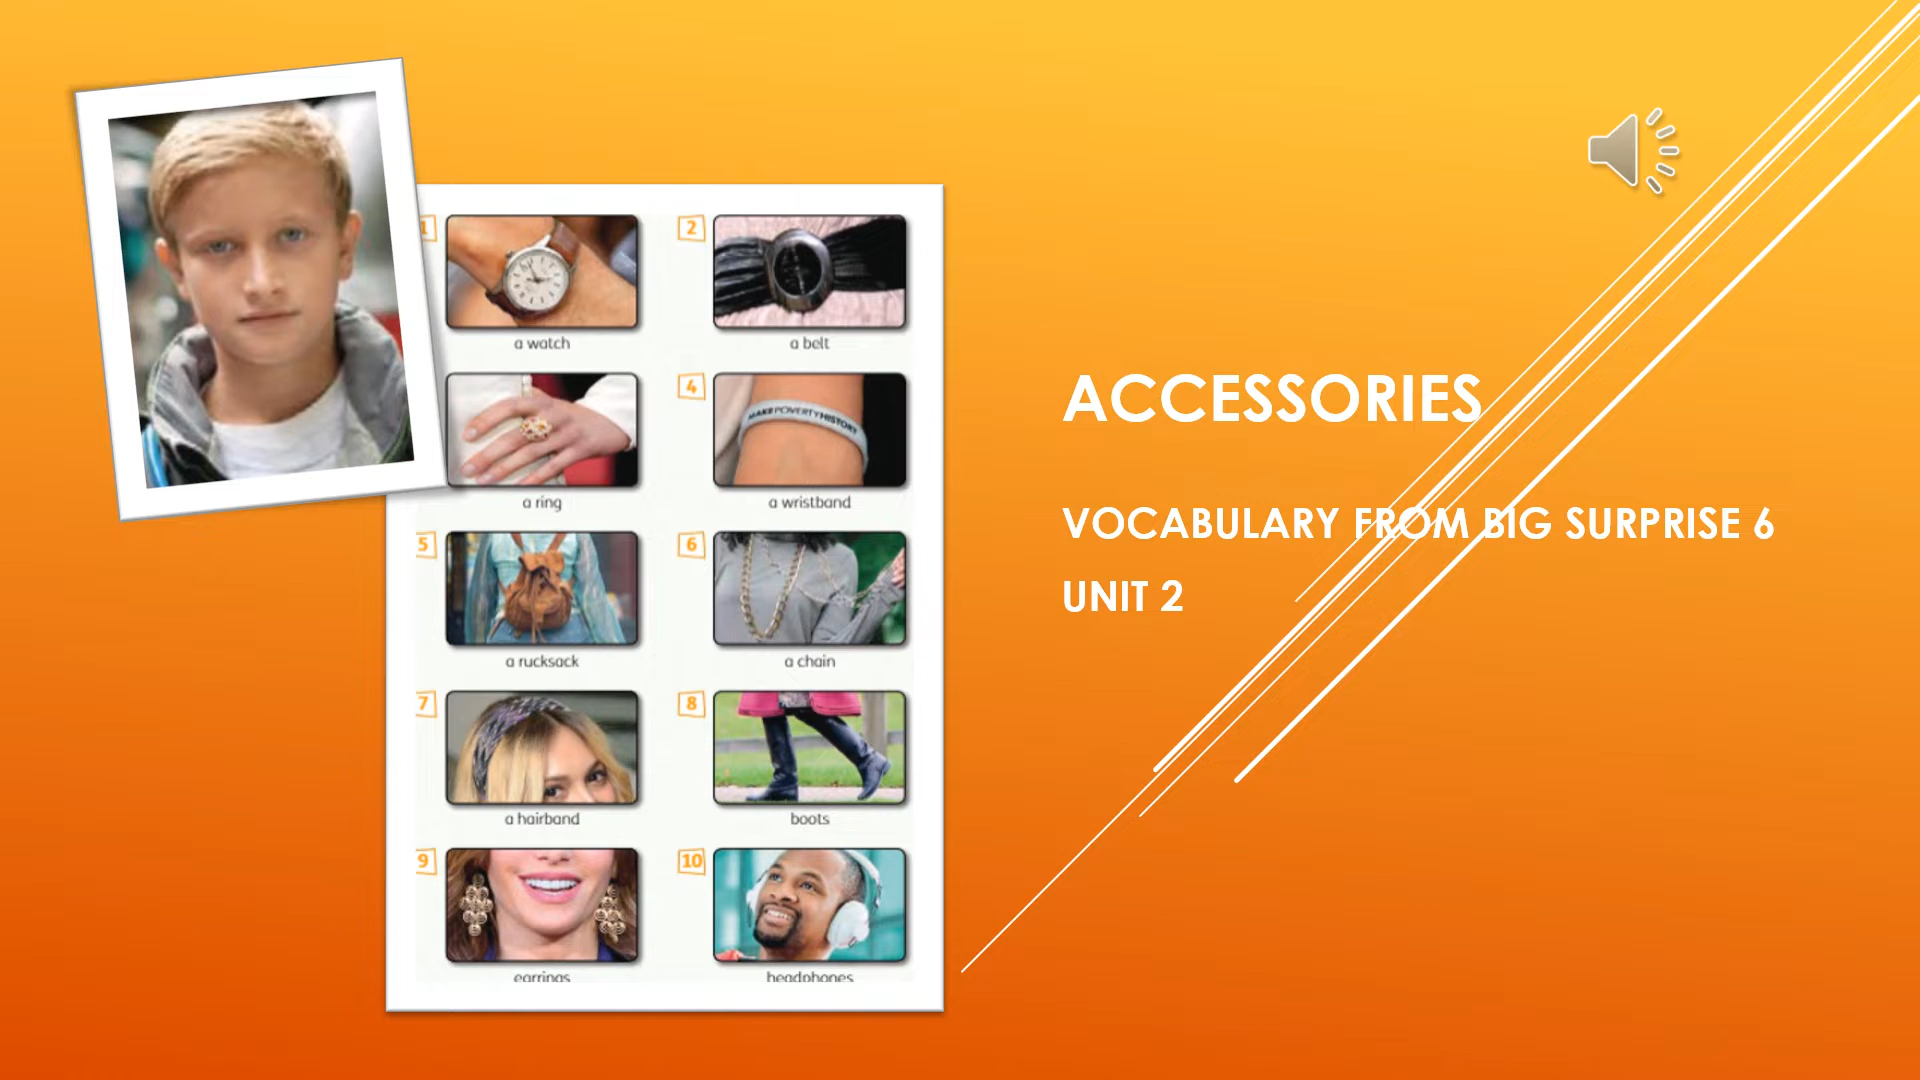 1
2
a watch
a belt
4
MAKEPOVERTYHISTORY
a ring
a wristband
5
6
a rucksack
a chain
7
8
a hairband
boots
9
10
earrings
headphones
ACCESSORIES
VOCABULARY FROM BIG SURPRISE 6
UNIT 2